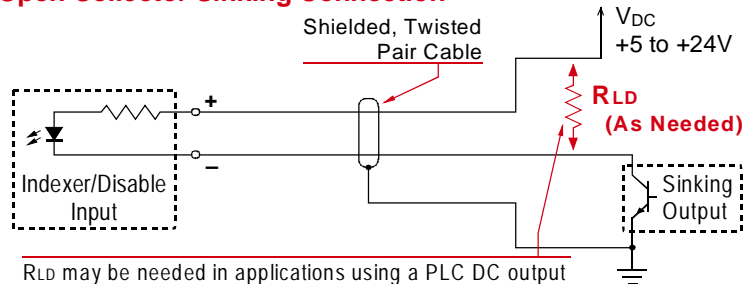 Open Collector Sinking Connection
Shielded, Twisted
Pair Cable
VDC
+5 to +24V
RLD
(As Needed)
+
–
Indexer/Disable
Input
Sinking
Output
RLD may be needed in applications using a PLC DC output